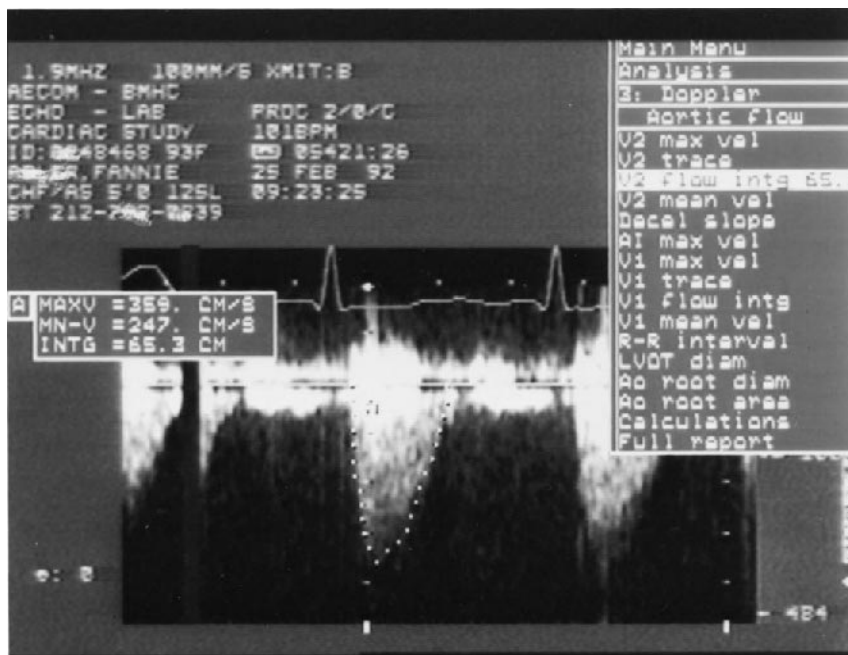 1.9MHZ 100MM/S XMIT:B
AECOM - BMHC
ECHO - LAB PROC 2/0/C
CARDIAC STUDY 101BPM
93F 05421:26
FANNIE 25 FEB 92
CHF/AS 5'0 125L 09:23:25
ST
A MAXV =359. CM/S
MN-V =247. CM/S
INTG =65.3 CM
Main Menu
Analysis
3: Doppler
Aortic flow
V2 max vel
V2 trace
V2 flow intg 65.
V2 mean vel
Decel slope
AI max vel
V1 max vel
V1 trace
V1 flow intg
V1 mean vel
R-R interval
LVOT diam
Ao root diam
Ao root area
Calculations
Full report
- 484